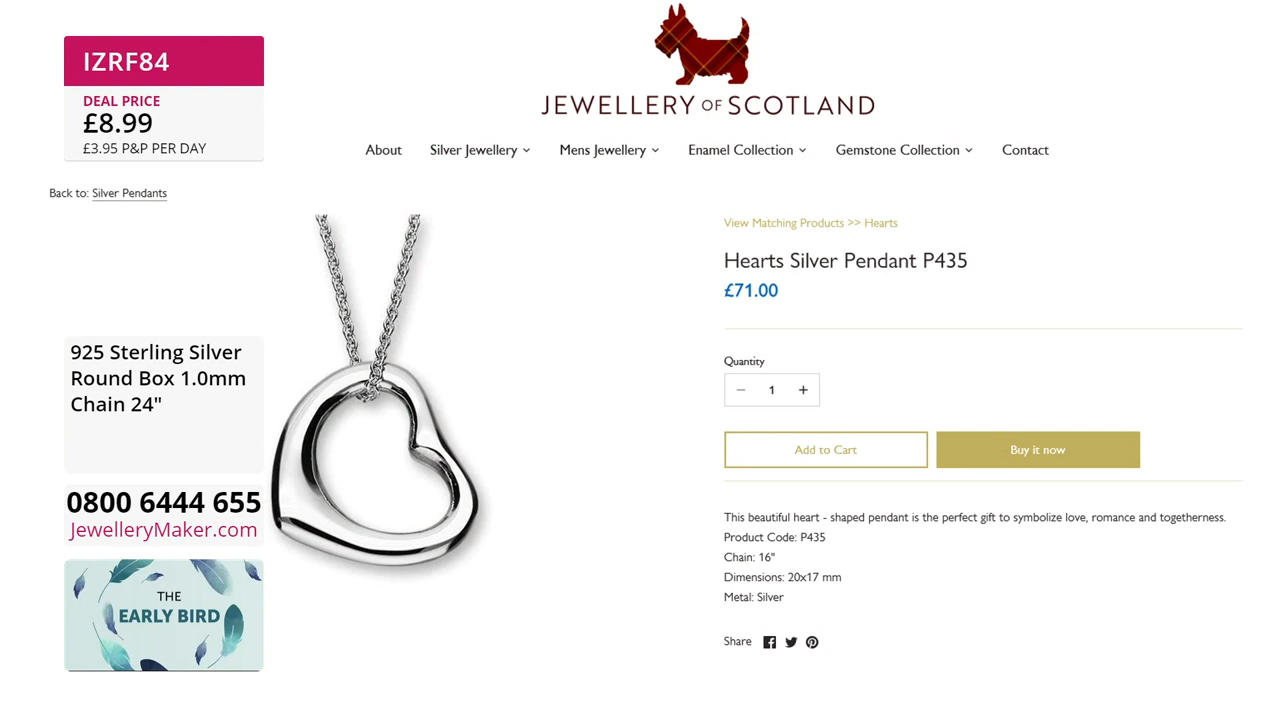 IZRF84
DEAL PRICE
£8.99
£3.95 P&P PER DAY
JEWELLERY OF SCOTLAND
About Silver Jewellery Mens Jewellery Enamel Collection Gemstone Collection Contact
Back to: Silver Pendants
View Matching Products >> Hearts
Hearts Silver Pendant P435
£71.00
Quantity
− 1 +
Add to Cart Buy it now
This beautiful heart - shaped pendant is the perfect gift to symbolize love, romance and togetherness.
Product Code: P435
Chain: 16"
Dimensions: 20x17 mm
Metal: Silver
Share
925 Sterling Silver
Round Box 1.0mm
Chain 24"
0800 6444 655
JewelleryMaker.com
THE
EARLY BIRD